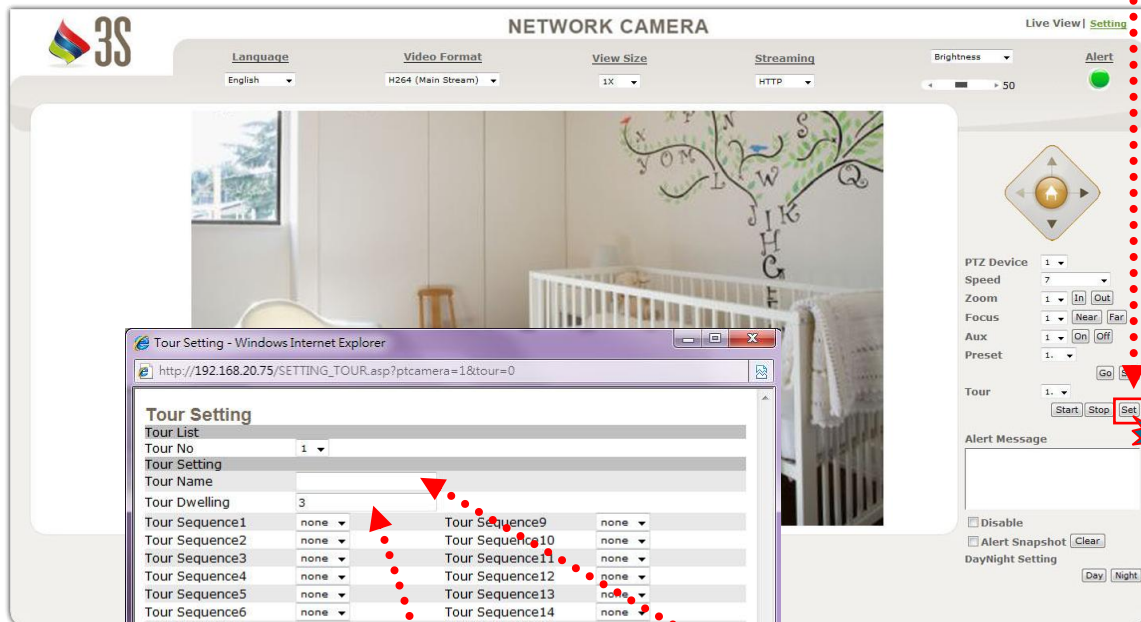 3S
NETWORK CAMERA
Live View| Setting
Language
Video Format
View Size
Streaming
Brightness
Alert
English
H264 (Main Stream)
1X
HTTP
50
X P N S
Y O M
L W Q
J I K
H
G
E F
PTZ Device 1
Speed 7
Zoom 1 In Out
Focus 1 Near Far
Aux 1 On Off
Preset 1.
Go
Tour 1.
Start Stop Set
Alert Message
Disable
Alert Snapshot Clear
DayNight Setting
Day Night
Tour Setting - Windows Internet Explorer
http://192.168.20.75/SETTING_TOUR.asp?ptcamera=1&tour=0
Tour Setting
Tour List
Tour No 1
Tour Setting
Tour Name
Tour Dwelling 3
Tour Sequence1 none Tour Sequence9 none
Tour Sequence2 none Tour Sequence10 none
Tour Sequence3 none Tour Sequence11 none
Tour Sequence4 none Tour Sequence12 none
Tour Sequence5 none Tour Sequence13 none
Tour Sequence6 none Tour Sequence14 none